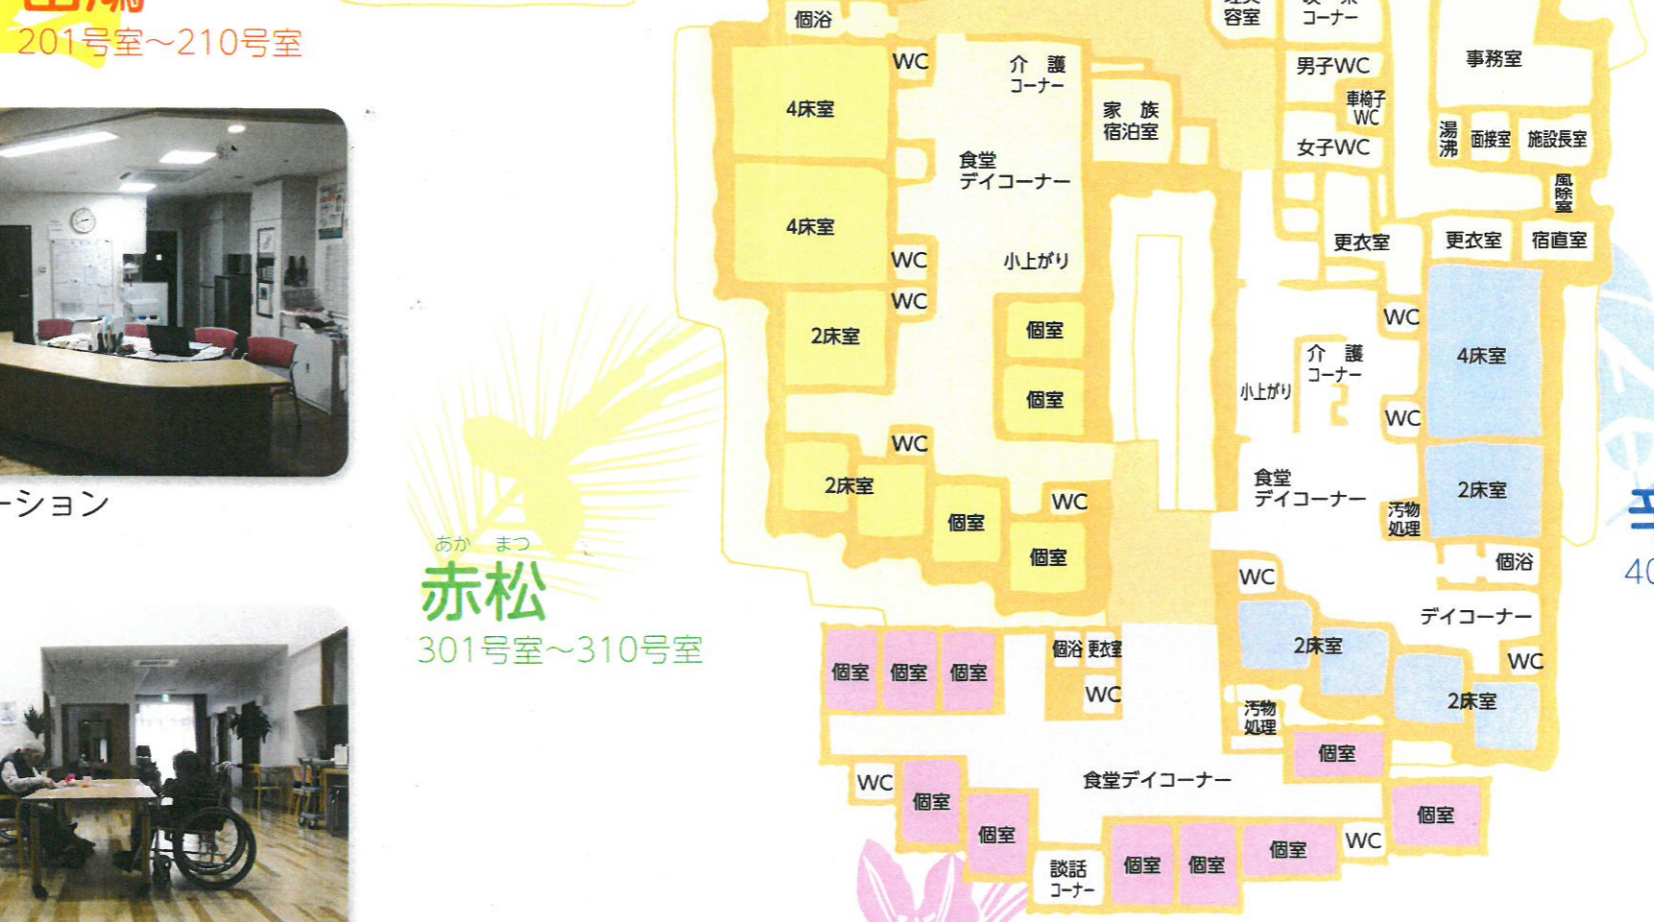 201号室〜210号室
ーション
あか まつ
赤松
301号室〜310号室
個浴
WC
4床室
介 護
コーナー
家 族
宿泊室
食堂
デイコーナー
4床室
WC
小上がり
WC
2床室
個室
個室
WC
2床室
個室
WC
個室
容室
コーナー
男子WC
車椅子
WC
女子WC
事務室
湯沸
面接室
施設長室
風除室
更衣室
更衣室
宿直室
WC
4床室
介 護
コーナー
小上がり
WC
食堂
デイコーナー
2床室
汚物
処理
個浴
WC
デイコーナー
2床室
WC
2床室
汚物
処理
個室
個室
個室
個浴
更衣室
WC
個室
食堂デイコーナー
WC
個室
個室
個室
談話
コーナー
個室
個室
個室
WC
40